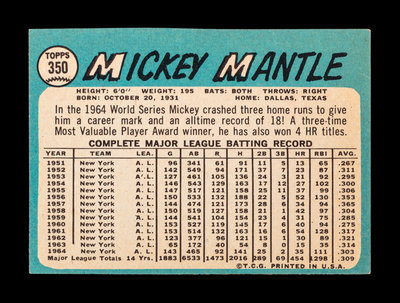 TOPPS
350
MICKEY MANTLE
HEIGHT: 6'0" WEIGHT: 195 BATS: BOTH THROWS: RIGHT
BORN: OCTOBER 20, 1931 HOME: DALLAS, TEXAS
In the 1964 World Series Mickey crashed three home runs to give
him a career mark and an alltime record of 18! A three-time
Most Valuable Player Award winner, he has also won 4 HR titles.
COMPLETE MAJOR LEAGUE BATTING RECORD
YEAR TEAM LEA. G AB R H 2B 3B HR RBI AVG.
1951 New York A. L. 96 341 61 91 11 5 13 65 .267
1952 New York A. L. 142 549 94 171 37 7 23 87 .311
1953 New York A. L. 127 461 105 136 24 3 21 92 .295
1954 New York A. L. 146 543 129 163 17 12 27 102 .300
1955 New York A. L. 147 517 121 158 25 11 37 99 .306
1956 New York A. L. 150 533 132 188 22 5 52 130 .353
1957 New York A. L. 144 474 121 173 28 6 34 94 .365
1958 New York A. L. 150 519 127 158 21 1 42 97 .304
1959 New York A. L. 144 541 104 154 23 4 31 75 .285
1960 New York A. L. 153 527 119 145 17 6 40 94 .275
1961 New York A. L. 153 514 132 163 16 6 54 128 .317
1962 New York A. L. 123 377 96 121 15 1 30 89 .321
1963 New York A. L. 65 172 40 54 8 0 15 35 .314
1964 New York A. L. 143 465 92 141 25 2 35 111 .303
Major League Totals 14 Yrs. 1883 6533 1473 2016 289 69 454 1298 .309
©T.C.G. PRINTED IN U.S.A.